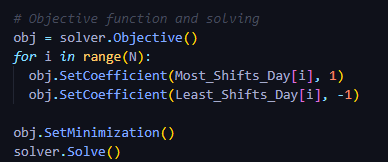 # Objective function and solving
obj = solver.Objective()
for i in range(N):
  obj.SetCoefficient(Most_Shifts_Day[i], 1)
  obj.SetCoefficient(Least_Shifts_Day[i], -1)

obj.SetMinimization()
solver.Solve()